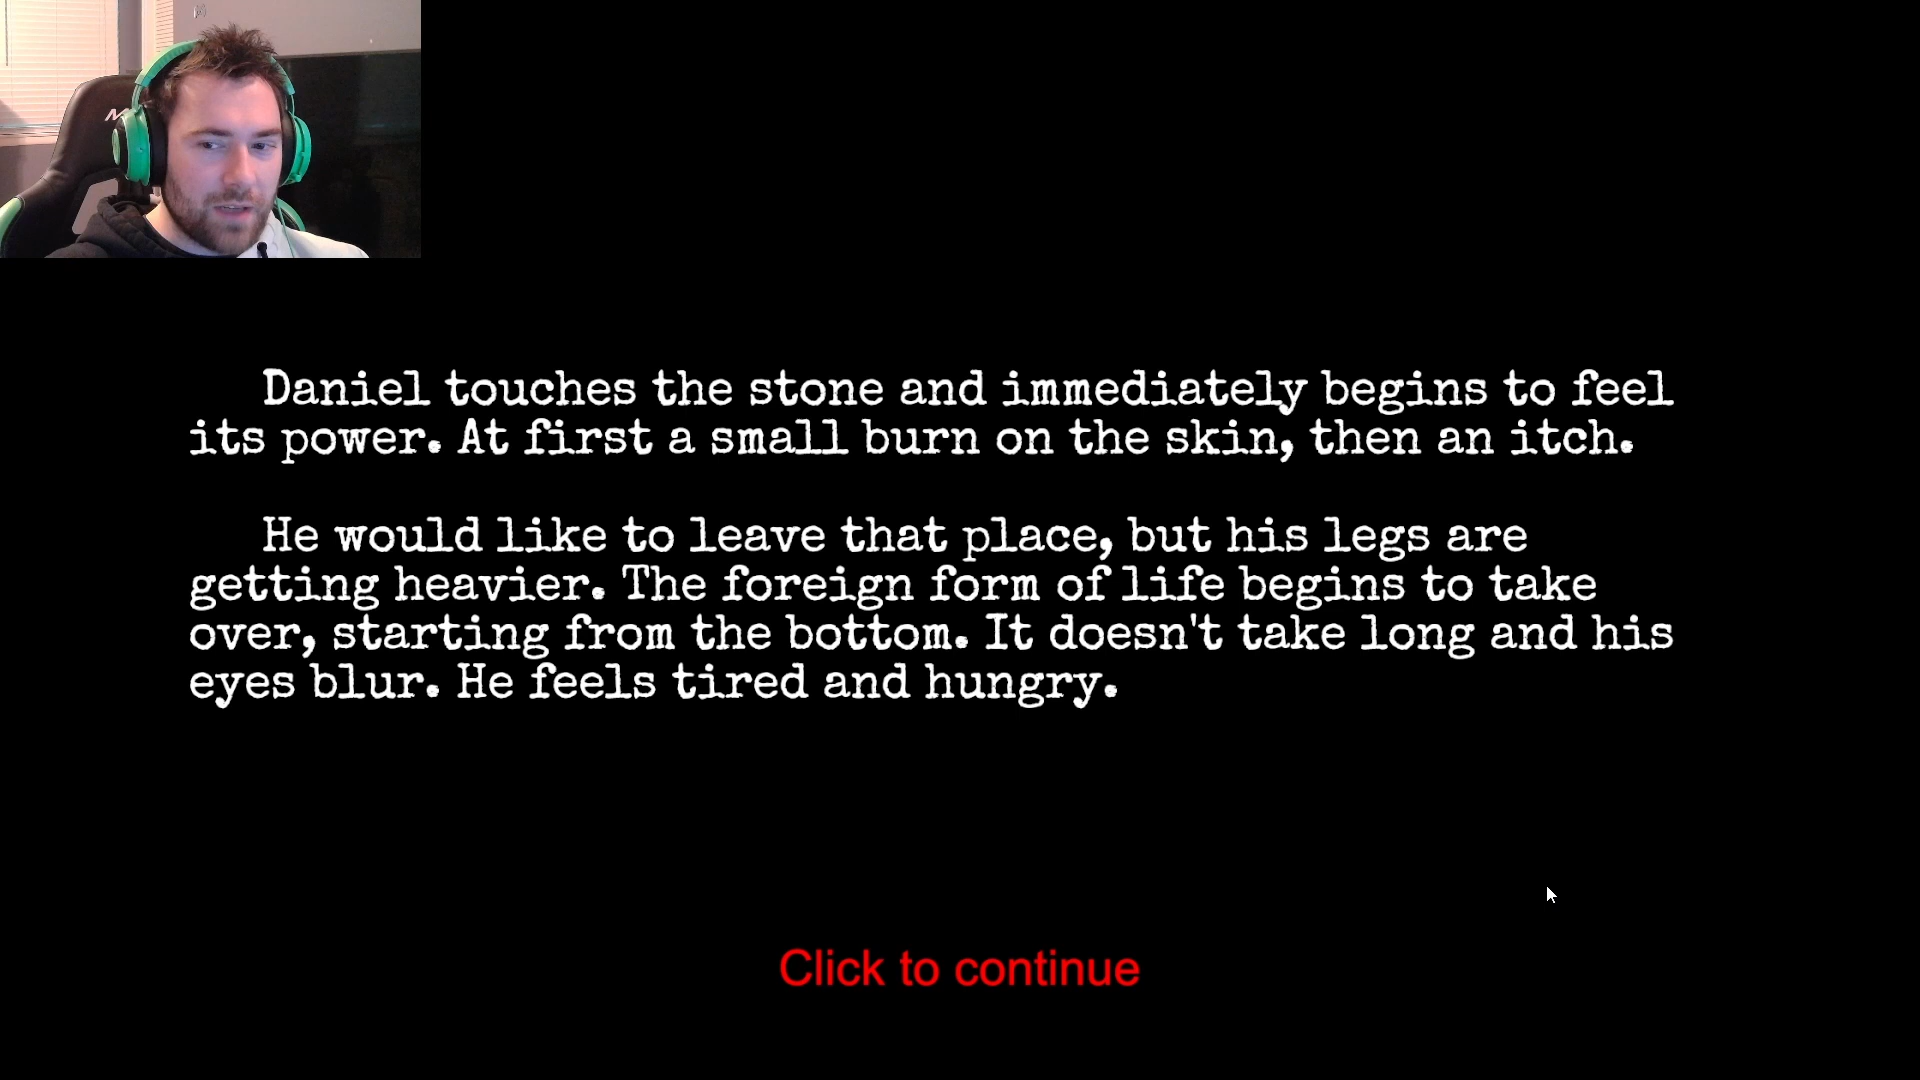 Daniel touches the stone and immediately begins to feel
its power. At first a small burn on the skin, then an itch.
He would like to leave that place, but his legs are
getting heavier. The foreign form of life begins to take
over, starting from the bottom. It doesn't take long and his
eyes blur. He feels tired and hungry.
Click to continue